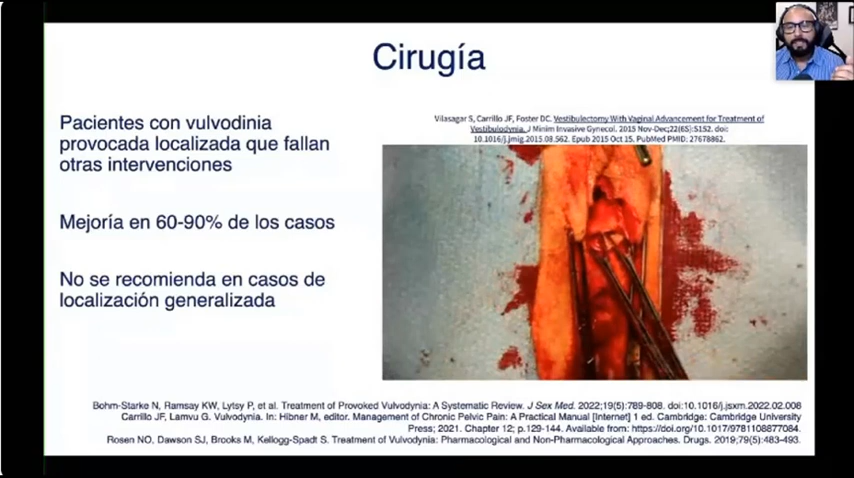 Cirugía
Pacientes con vulvodinia
provocada localizada que fallan
otras intervenciones
Mejoría en 60-90% de los casos
No se recomienda en casos de
localización generalizada
Vilasagar S, Carrillo JF, Foster DC. Vestibulectomy With Vaginal Advancement for Treatment of
Vestibulodynia. J Minim Invasive Gynecol. 2015 Nov-Dec;22(6S):S152. doi:
10.1016/j.jmig.2015.08.562. Epub 2015 Oct 15. PubMed PMID: 27678862.
Bohm-Starke N, Ramsay KW, Lytsy P, et al. Treatment of Provoked Vulvodynia: A Systematic Review. J Sex Med. 2022;19(5):789-808. doi:10.1016/j.jsxm.2022.02.008
Carrillo JF, Lamvu G. Vulvodynia. In: Hibner M, editor. Management of Chronic Pelvic Pain: A Practical Manual [Internet] 1 ed. Cambridge: Cambridge University
Press; 2021. Chapter 12; p.129-144. Available from: https://doi.org/10.1017/9781108877084.
Rosen NO, Dawson SJ, Brooks M, Kellogg-Spadt S. Treatment of Vulvodynia: Pharmacological and Non-Pharmacological Approaches. Drugs. 2019;79(5):483-493.